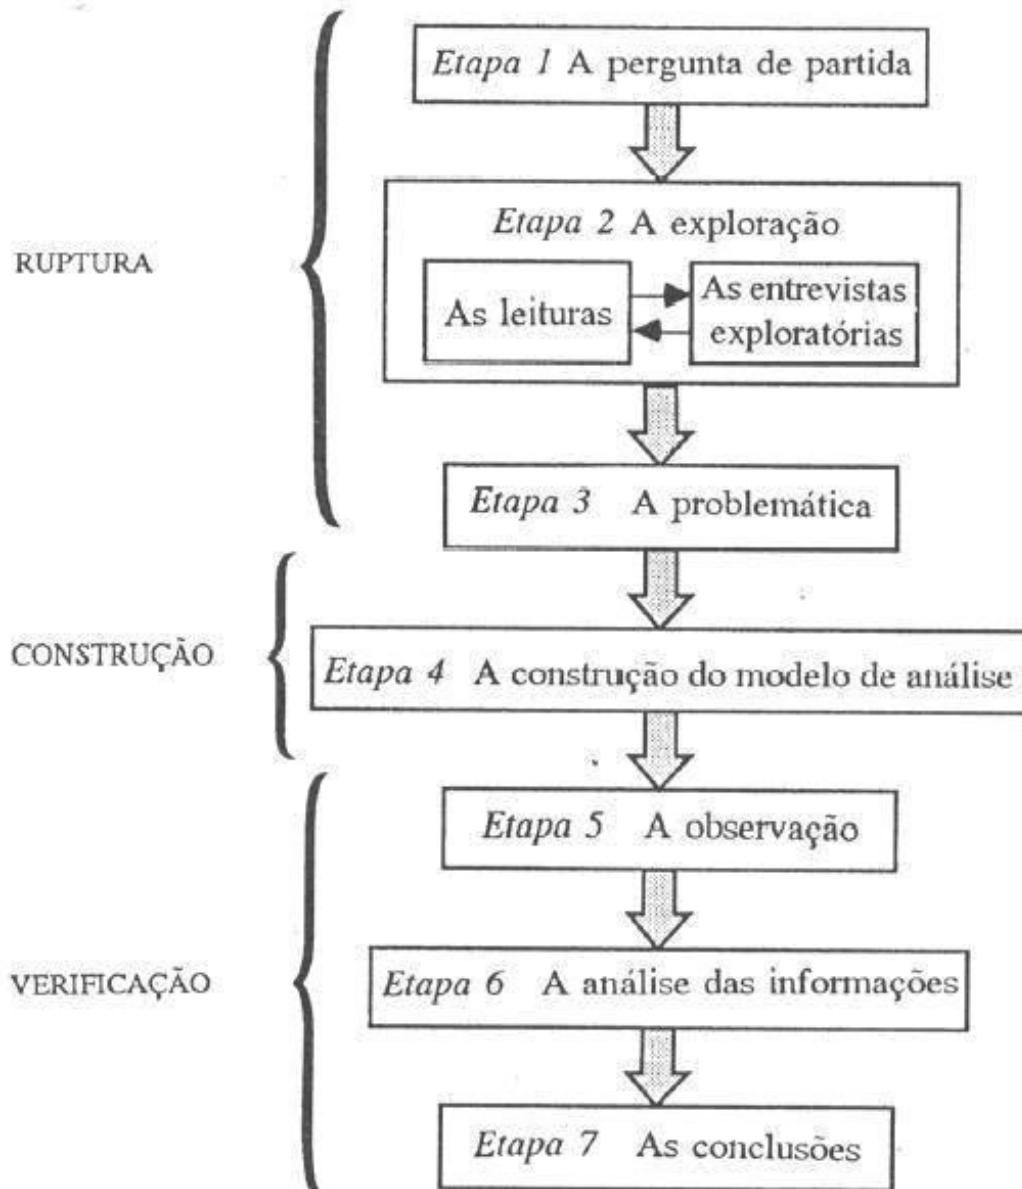 Etapa 1 A pergunta de partida
Etapa 2 A exploração
RUPTURA
As leituras
As entrevistas
exploratórias
Etapa 3 A problemática
CONSTRUÇÃO
Etapa 4 A construção do modelo de análise
Etapa 5 A observação
VERIFICAÇÃO
Etapa 6 A análise das informações
Etapa 7 As conclusões